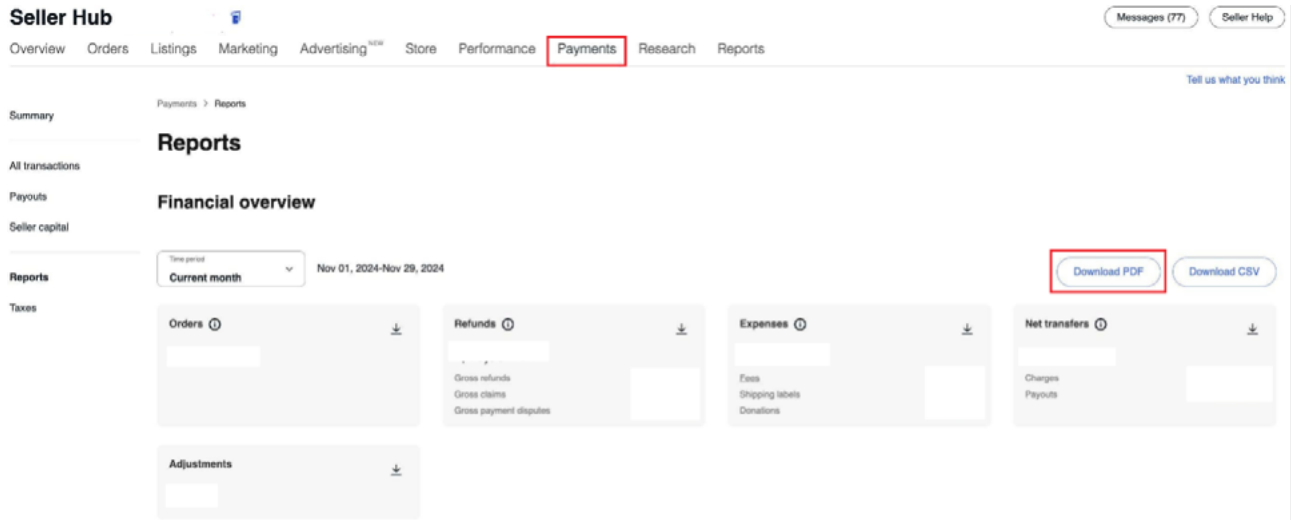 Seller Hub
Messages (77) Seller Help
Overview Orders Listings Marketing Advertising NEW Store Performance Payments Research Reports
Tell us what you think
Summary
All transactions
Payouts
Seller capital
Reports
Taxes
Payments > Reports
Reports
Financial overview
Time period
Current month
Nov 01, 2024-Nov 29, 2024
Download PDF Download CSV
Orders
Refunds
Gross refunds
Gross claims
Gross payment disputes
Expenses
Fees
Shipping labels
Donations
Net transfers
Charges
Payouts
Adjustments